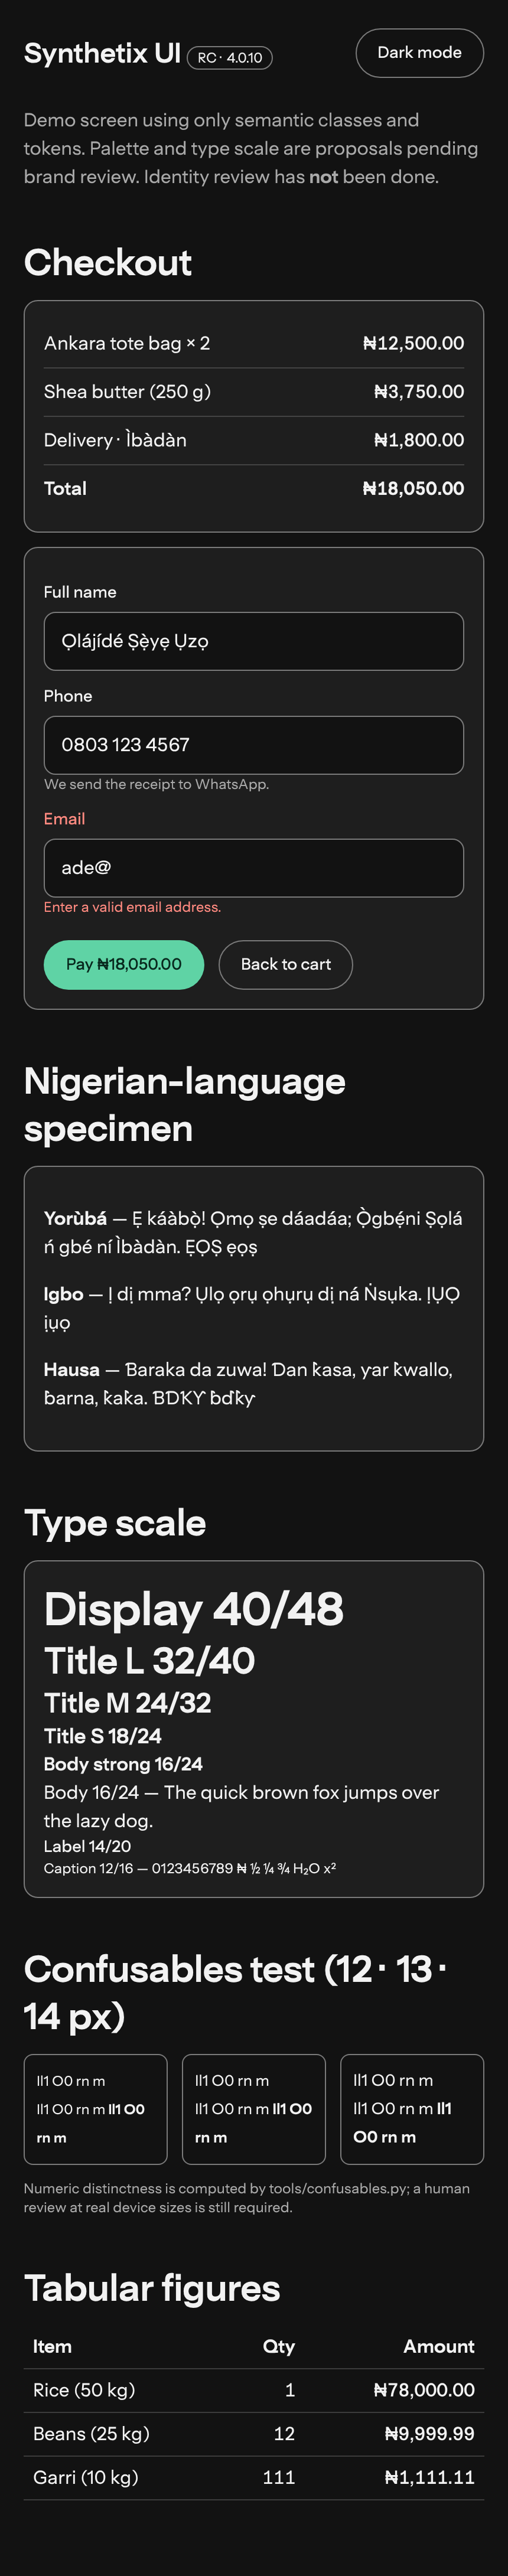 Synthetix UI RC · 4.0.10
Dark mode
Demo screen using only semantic classes and
tokens. Palette and type scale are proposals pending
brand review. Identity review has not been done.
Checkout
Ankara tote bag × 2 ₦12,500.00
Shea butter (250 g) ₦3,750.00
Delivery · Ìbàdàn ₦1,800.00
Total ₦18,050.00
Full name
Ọlájídé Ṣẹ̀yẹ Ụzọ
Phone
0803 123 4567
We send the receipt to WhatsApp.
Email
ade@
Enter a valid email address.
Pay ₦18,050.00 Back to cart
Nigerian-language
specimen
Yorùbá — Ẹ káàbọ̀! Ọmọ ṣe dáadáa; Ọ̀gbẹ́ni Ṣọlá
ń gbé ní Ìbàdàn. ẸỌṢ ẹọṣ
Igbo — Ị dị mma? Ụlọ ọrụ ọhụrụ dị ná Ṅsụka. ỊỤỌ
ịụọ
Hausa — Ɓaraka da zuwa! Ɗan ƙasa, ƴar ƙwallo,
ɓarna, ƙaƙa. ƁƊƘƳ ɓɗƙƴ
Type scale
Display 40/48
Title L 32/40
Title M 24/32
Title S 18/24
Body strong 16/24
Body 16/24 — The quick brown fox jumps over
the lazy dog.
Label 14/20
Caption 12/16 — 0123456789 ₦ ½ ¼ ¾ H₂O x²
Confusables test (12 · 13 ·
14 px)
Il1 O0 rn m
Il1 O0 rn m Il1 O0
rn m
Il1 O0 rn m
Il1 O0 rn m Il1 O0
rn m
Il1 O0 rn m
Il1 O0 rn m Il1
O0 rn m
Numeric distinctness is computed by tools/confusables.py; a human
review at real device sizes is still required.
Tabular figures
Item Qty Amount
Rice (50 kg) 1 ₦78,000.00
Beans (25 kg) 12 ₦9,999.99
Garri (10 kg) 111 ₦1,111.11